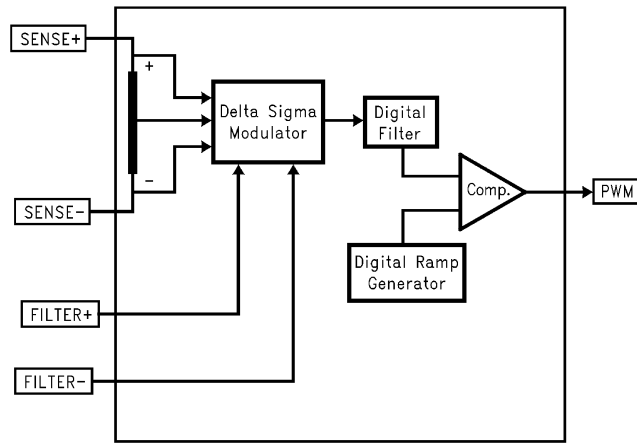 SENSE+
+
Delta Sigma
Modulator
Digital
Filter
Comp.
PWM
−
SENSE−
Digital Ramp
Generator
FILTER+
FILTER−